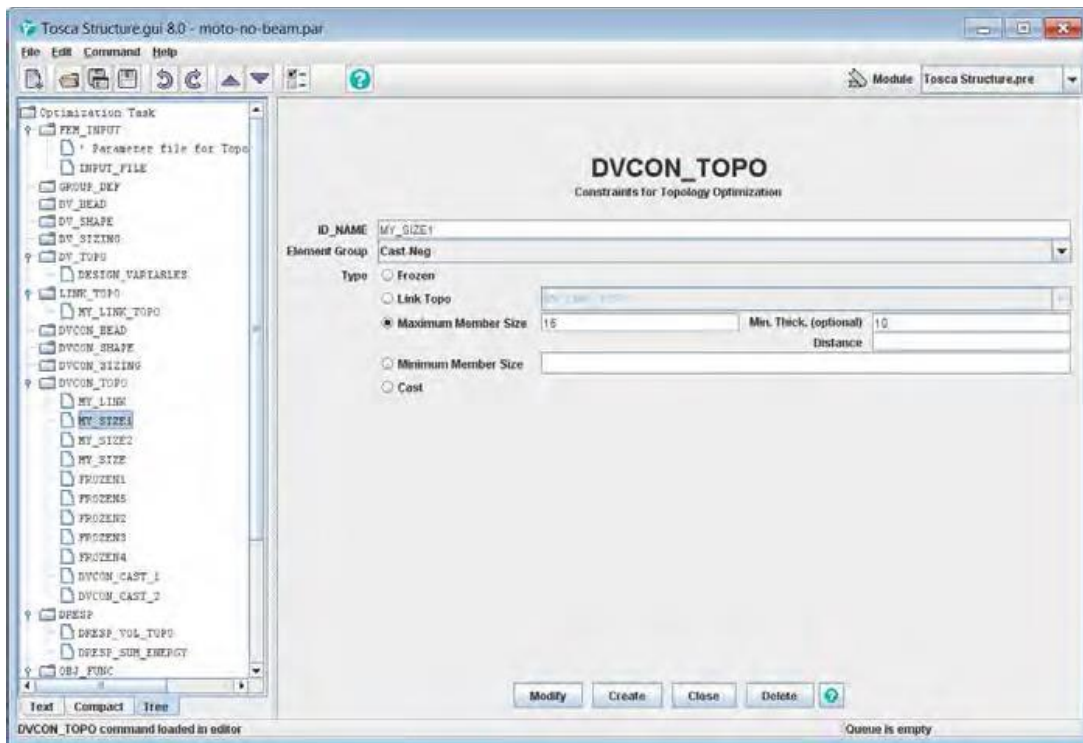 Tosca Structure.gui 8.0 - moto-no-beam.par
File Edit Command Help
Module Tosca Structure.pre
Optimization Task
FEM_INPUT
' Parameter file for Topo
INPUT_FILE
GROUP_DEF
DV_BEAD
DV_SHAPE
DV_SIZING
DV_TOPO
DESIGN_VARIABLES
LINK_TOPO
MY_LINK_TOPO
DVCON_BEAD
DVCON_SHAPE
DVCON_SIZING
DVCON_TOPO
MY_LINK
MY_SIZE1
MY_SIZE2
MY_SIZE
FROZEN1
FROZEN5
FROZEN2
FROZEN3
FROZEN4
DVCON_CAST_1
DVCON_CAST_2
DRESP
DRESP_VOL_TOPO
DRESP_SUM_ENERGY
OBJ_FUNC
Text Compact Tree
DVCON_TOPO
Constraints for Topology Optimization
ID_NAME MY_SIZE1
Element Group Cast Neg
Type Frozen
Link Topo MY_LINK_TOPO
Maximum Member Size 16 Min. Thick. (optional) 10
Distance
Minimum Member Size
Cast
Modify Create Close Delete
DVCON_TOPO command loaded in editor Queue is empty